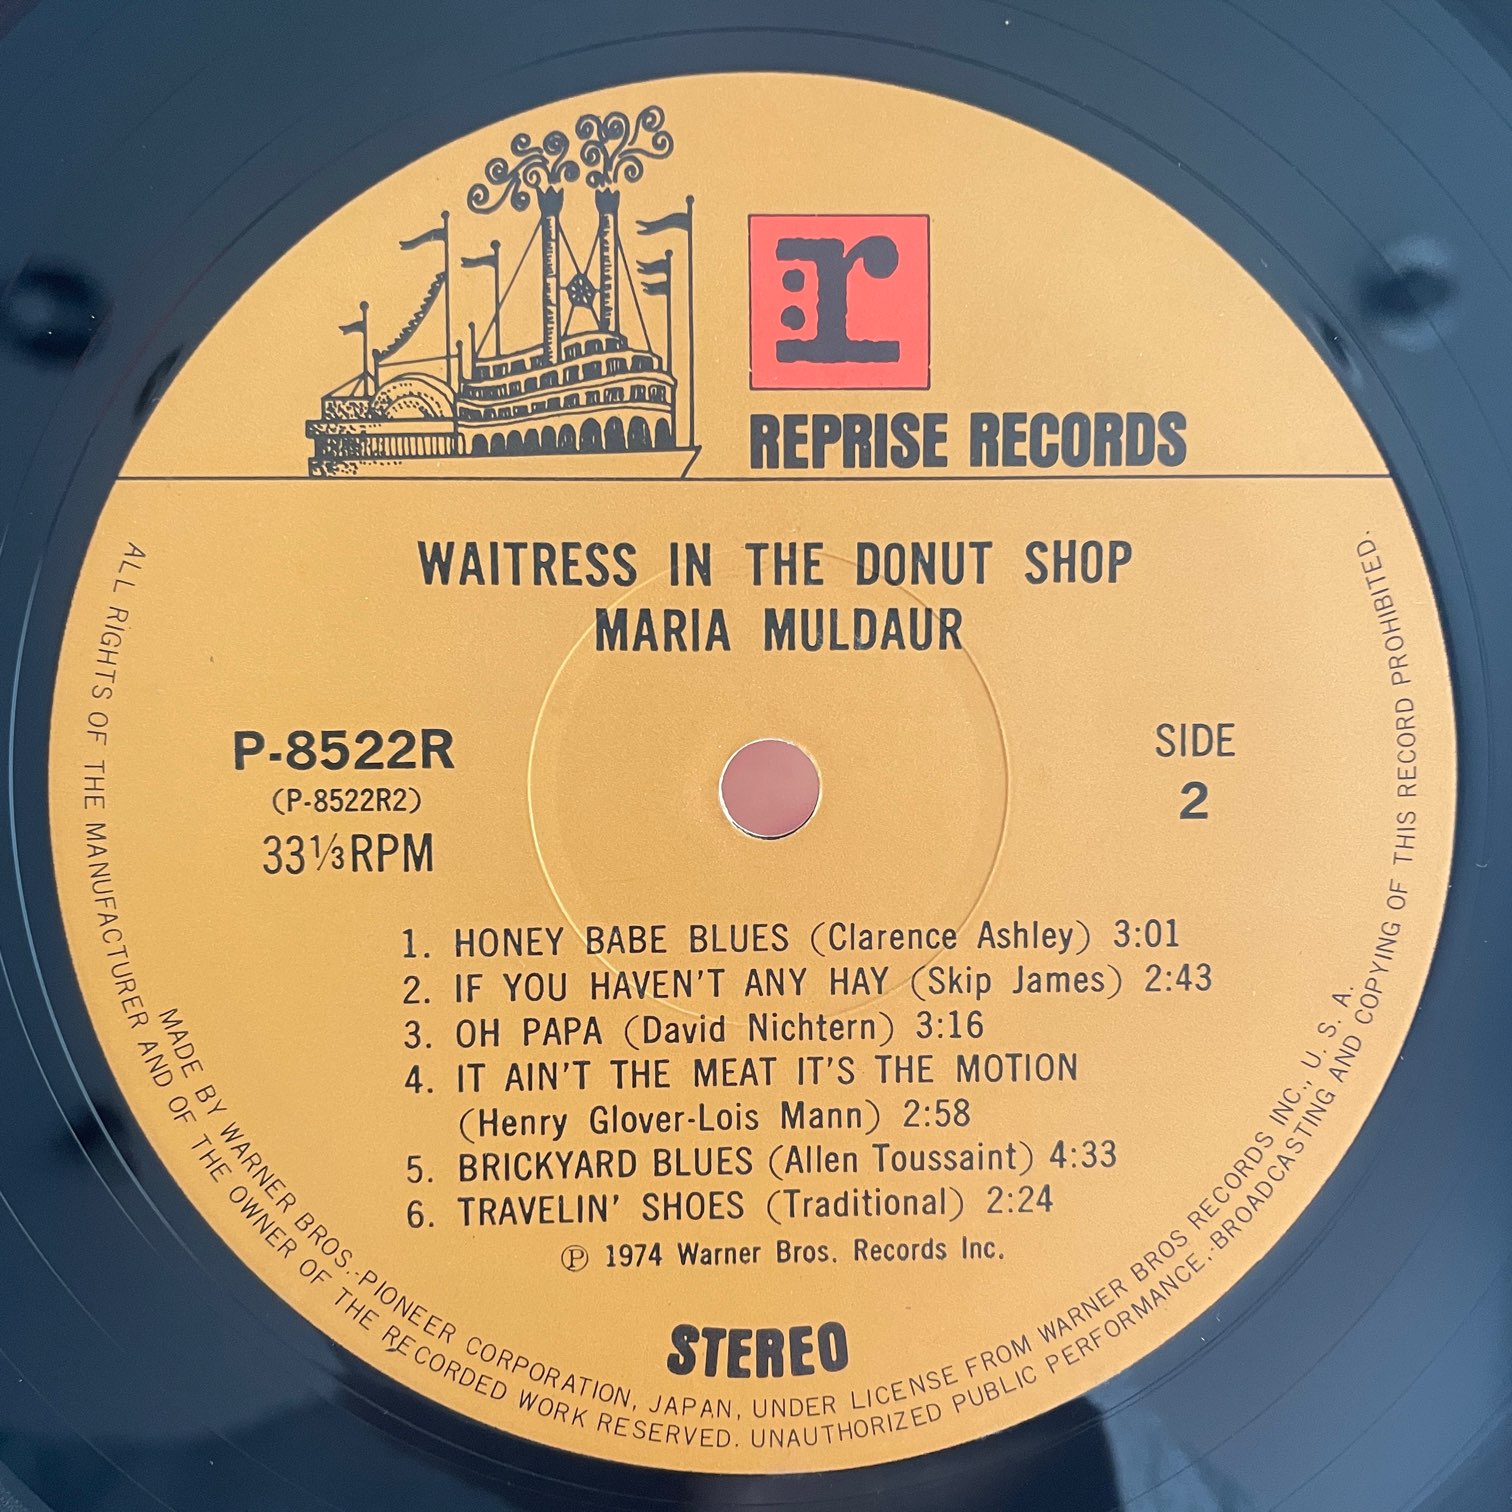 r:
REPRISE RECORDS
WAITRESS IN THE DONUT SHOP
MARIA MULDAUR
P-8522R
(P-8522R2)
33⅓RPM
SIDE
2
1. HONEY BABE BLUES (Clarence Ashley) 3:01
2. IF YOU HAVEN'T ANY HAY (Skip James) 2:43
3. OH PAPA (David Nichtern) 3:16
4. IT AIN'T THE MEAT IT'S THE MOTION
(Henry Glover-Lois Mann) 2:58
5. BRICKYARD BLUES (Allen Toussaint) 4:33
6. TRAVELIN' SHOES (Traditional) 2:24
Ⓟ 1974 Warner Bros. Records Inc.
STEREO
MADE BY WARNER BROS.-PIONEER CORPORATION, JAPAN, UNDER LICENSE FROM WARNER BROS RECORDS INC., U. S. A.
ALL RIGHTS OF THE MANUFACTURER AND OF THE OWNER OF THE RECORDED WORK RESERVED. UNAUTHORIZED PUBLIC PERFORMANCE,·BROADCASTING AND COPYING OF THIS RECORD PROHIBITED.